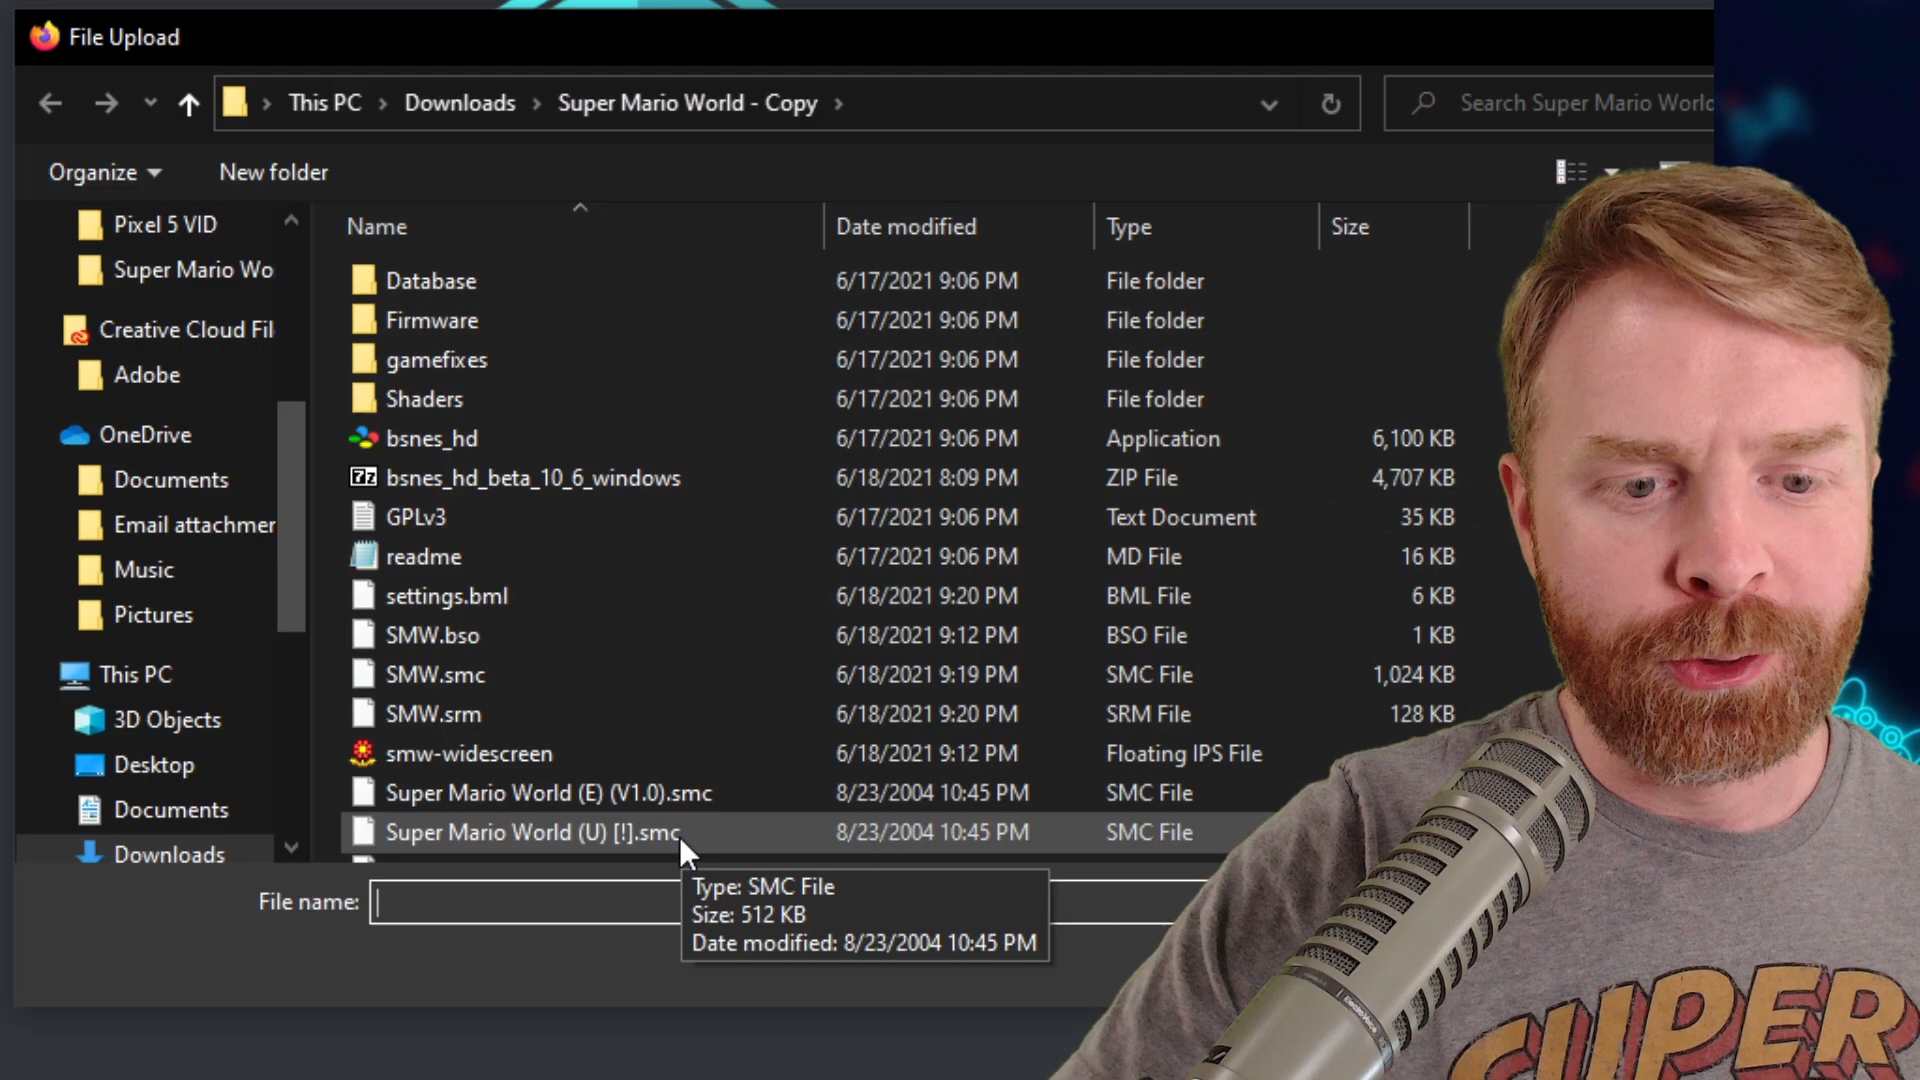 File Upload
This PC > Downloads > Super Mario World - Copy >
Search Super Mario World
Organize
New folder
Name
Date modified
Type
Size
Pixel 5 VID
Super Mario Wo
Creative Cloud Fil
Adobe
OneDrive
Documents
Email attachmer
Music
Pictures
This PC
3D Objects
Desktop
Documents
Downloads
Database 6/17/2021 9:06 PM File folder
Firmware 6/17/2021 9:06 PM File folder
gamefixes 6/17/2021 9:06 PM File folder
Shaders 6/17/2021 9:06 PM File folder
bsnes_hd 6/17/2021 9:06 PM Application 6,100 KB
7z bsnes_hd_beta_10_6_windows 6/18/2021 8:09 PM ZIP File 4,707 KB
GPLv3 6/17/2021 9:06 PM Text Document 35 KB
readme 6/17/2021 9:06 PM MD File 16 KB
settings.bml 6/18/2021 9:20 PM BML File 6 KB
SMW.bso 6/18/2021 9:12 PM BSO File 1 KB
SMW.smc 6/18/2021 9:19 PM SMC File 1,024 KB
SMW.srm 6/18/2021 9:20 PM SRM File 128 KB
smw-widescreen 6/18/2021 9:12 PM Floating IPS File
Super Mario World (E) (V1.0).smc 8/23/2004 10:45 PM SMC File
Super Mario World (U) [!].smc 8/23/2004 10:45 PM SMC File
File name:
Type: SMC File
Size: 512 KB
Date modified: 8/23/2004 10:45 PM
SUPER